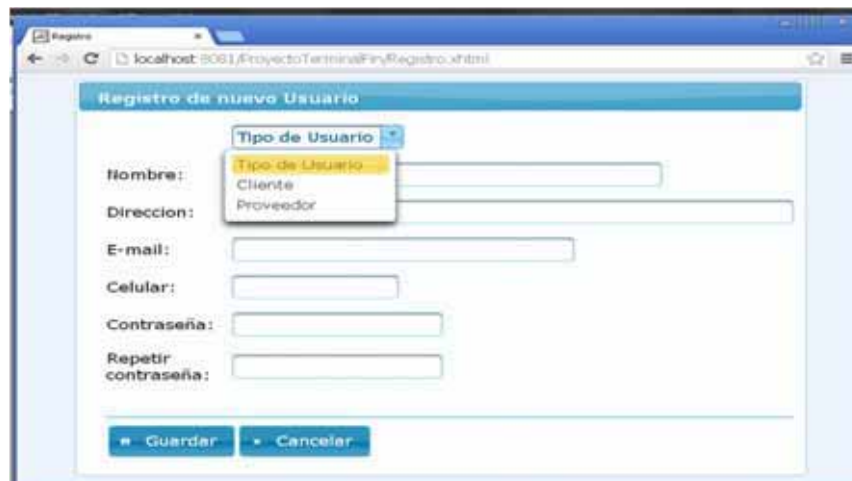 Registro
localhost:8081/ProyectoTerminalFin/Registro.xhtml
Registro de nuevo Usuario
Tipo de Usuario
Tipo de Usuario
Cliente
Proveedor
Nombre:
Direccion:
E-mail:
Celular:
Contraseña:
Repetir
contraseña:
Guardar
Cancelar